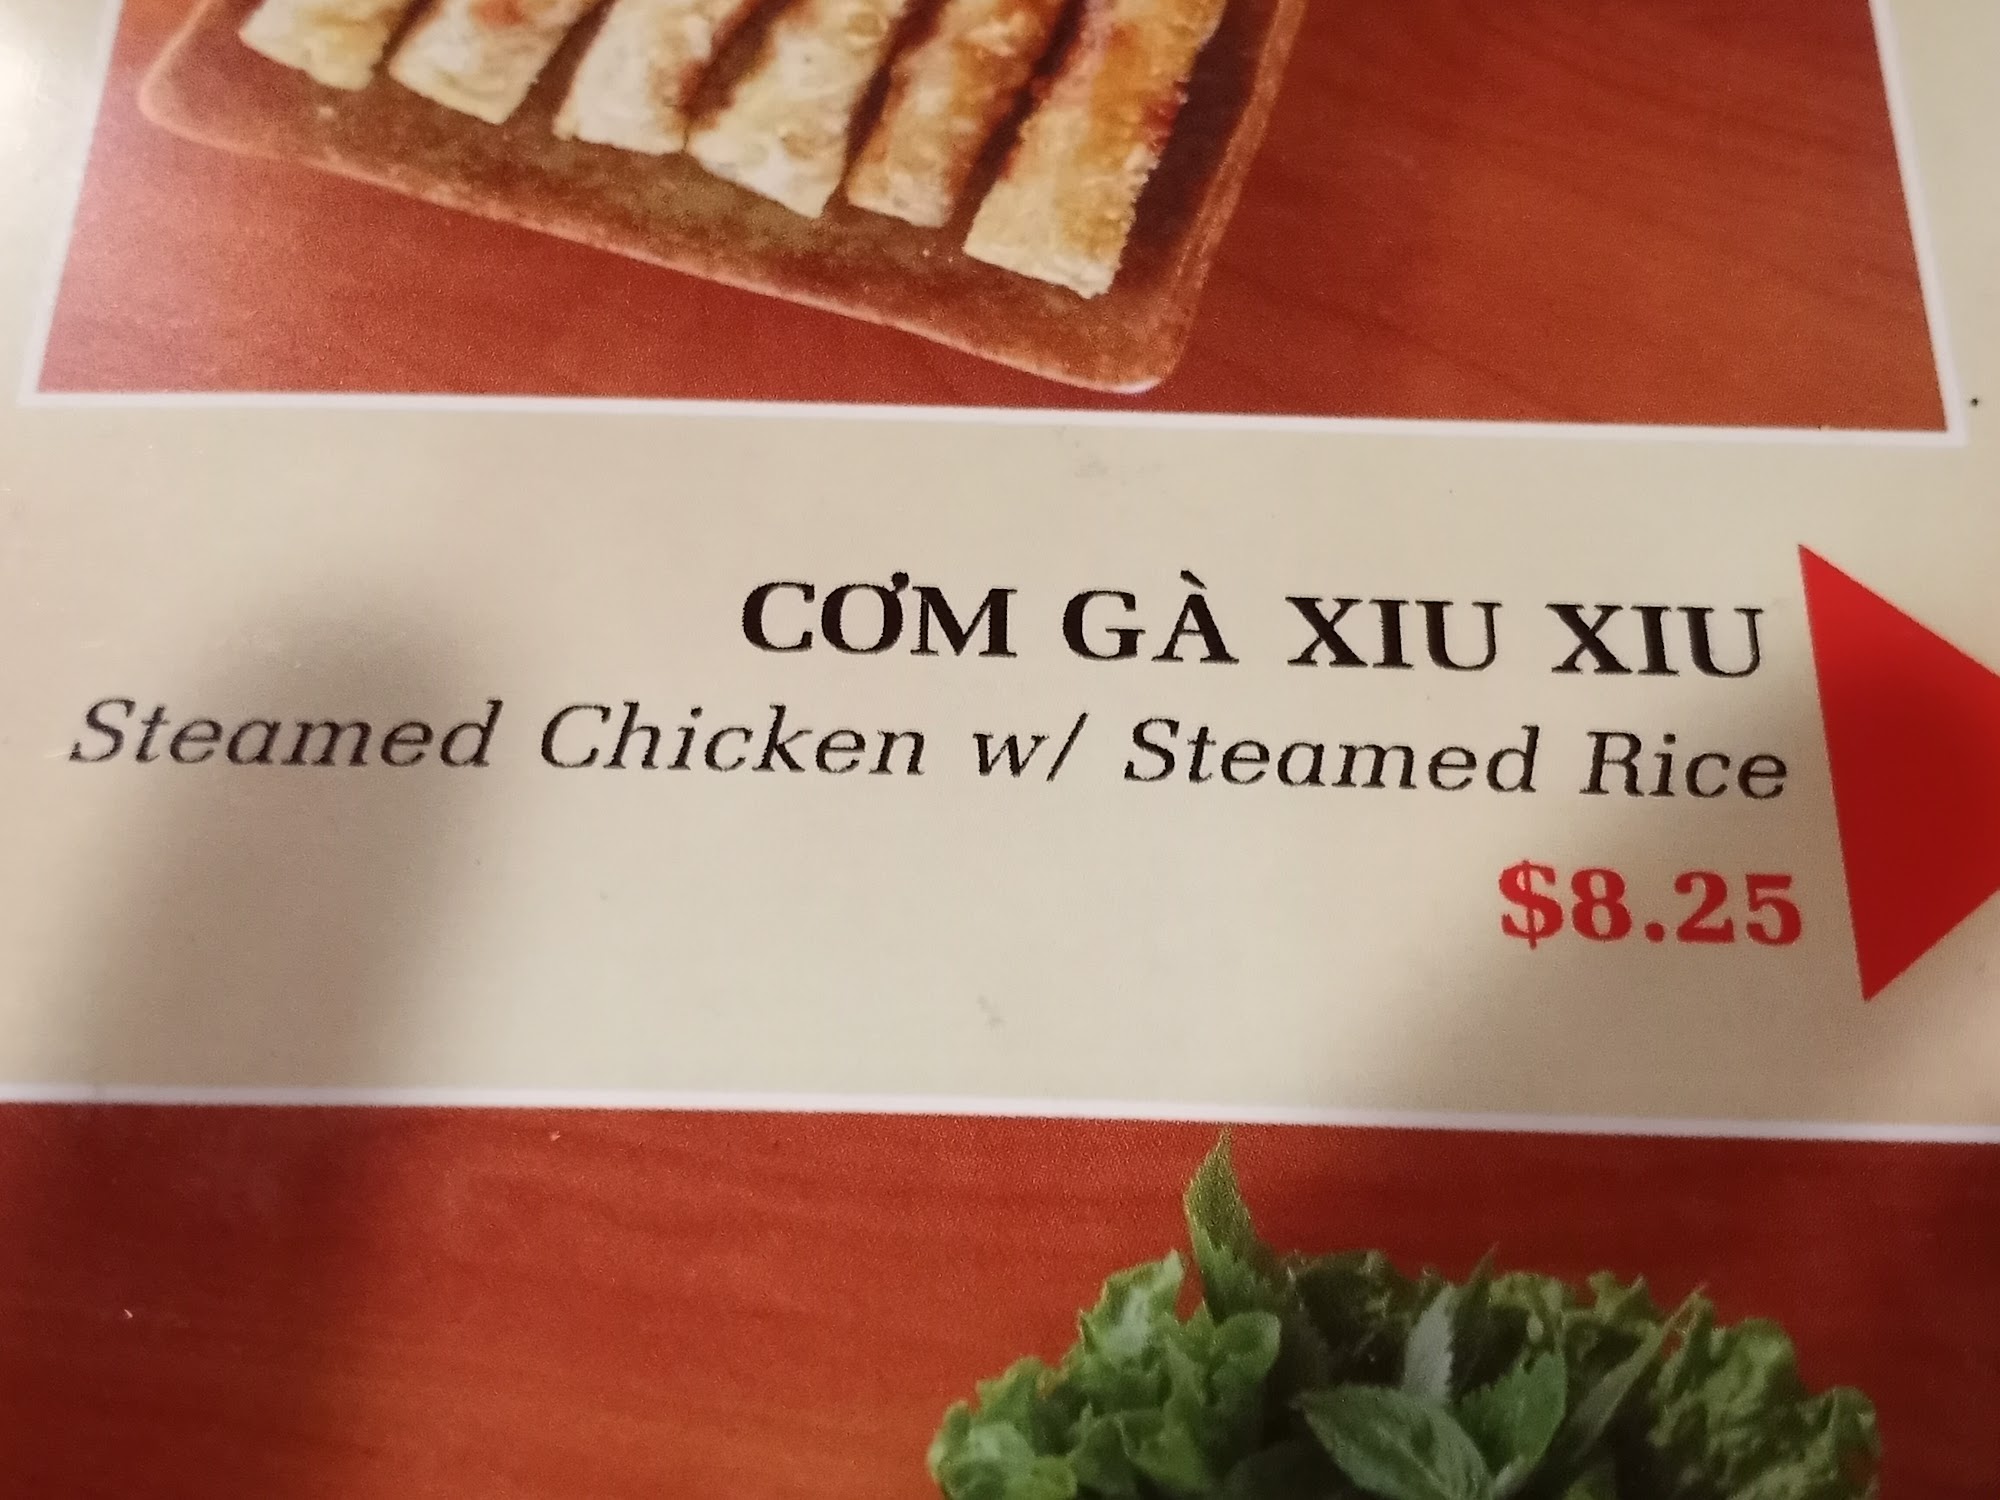 CƠM GÀ XIU XIU
Steamed Chicken w/ Steamed Rice
$8.25